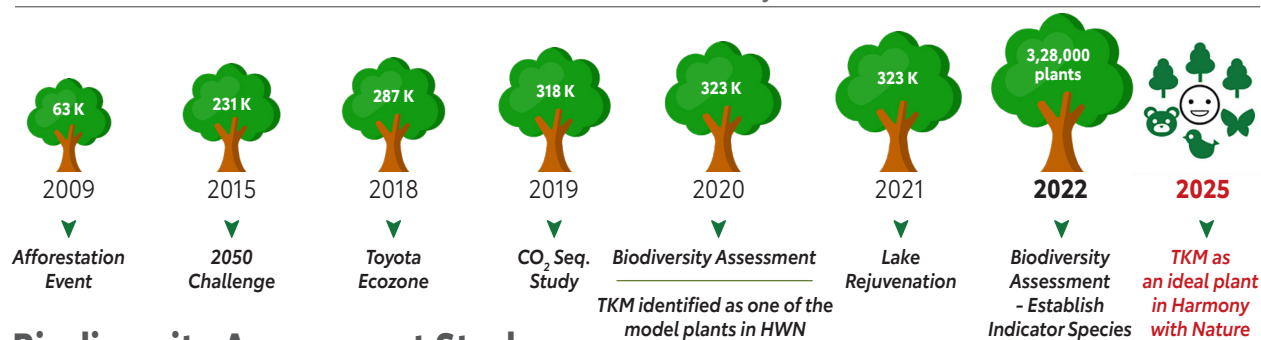 63 K
231 K
287 K
318 K
323 K
323 K
3,28,000
plants
2009
2015
2018
2019
2020
2021
2022
2025
Afforestation
Event
2050
Challenge
Toyota
Ecozone
CO₂ Seq.
Study
Biodiversity Assessment
TKM identified as one of the
model plants in HWN
Lake
Rejuvenation
Biodiversity
Assessment
- Establish
Indicator Species
TKM as
an ideal plant
in Harmony
with Nature